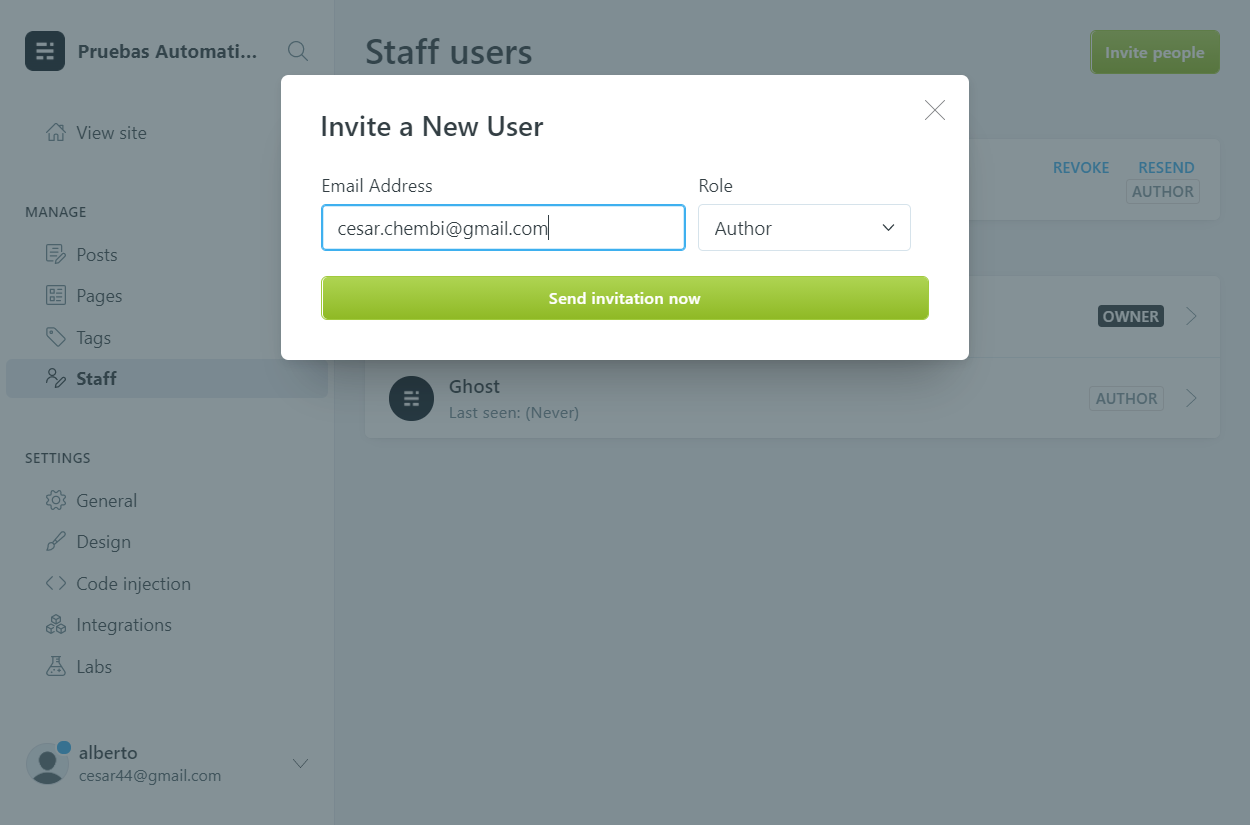 Pruebas Automati...
View site
MANAGE
Posts
Pages
Tags
Staff
SETTINGS
General
Design
Code injection
Integrations
Labs
alberto
cesar44@gmail.com
Staff users
Invite people
REVOKE RESEND
AUTHOR
OWNER
Ghost
Last seen: (Never)
AUTHOR
Invite a New User
Email Address Role
cesar.chembi@gmail.com Author
Send invitation now